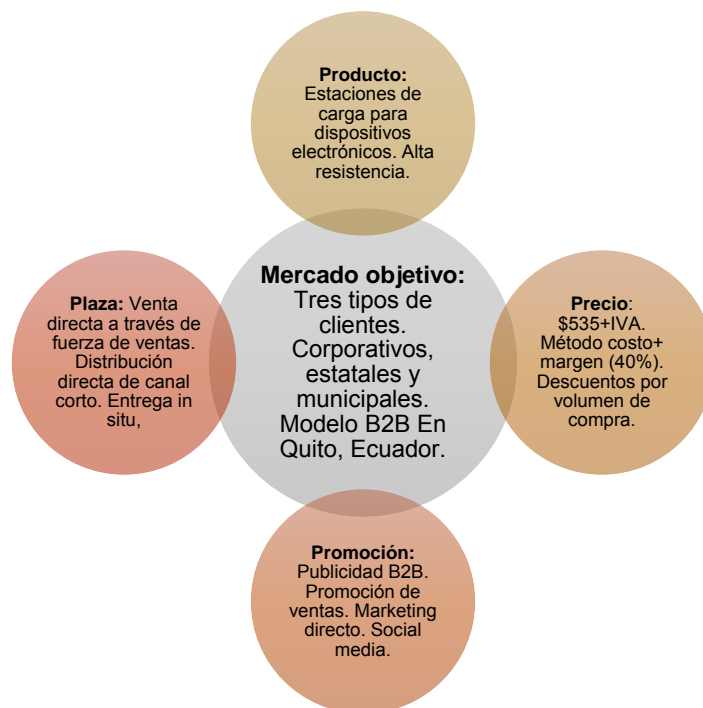 Producto:
Estaciones de
carga para
dispositivos
electrónicos. Alta
resistencia.
Mercado objetivo:
Tres tipos de
clientes.
Corporativos,
estatales y
municipales.
Modelo B2B En
Quito, Ecuador.
Plaza: Venta
directa a través de
fuerza de ventas.
Distribución
directa de canal
corto. Entrega in
situ,
Precio:
$535+IVA.
Método costo+
margen (40%).
Descuentos por
volumen de
compra.
Promoción:
Publicidad B2B.
Promoción de
ventas. Marketing
directo. Social
media.